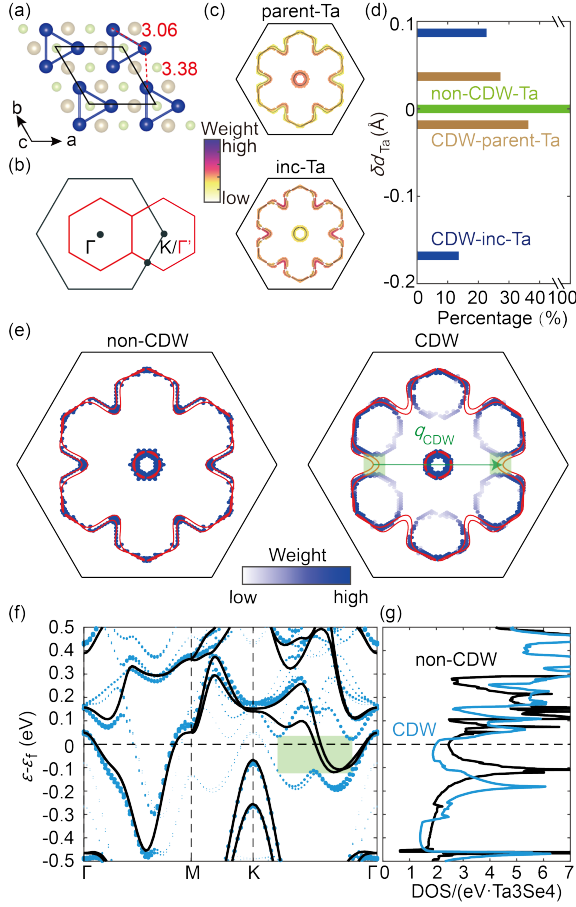 (a)
3.06
3.38
b
c
a
(b)
Γ
K/Γ'
(c)
parent-Ta
Weight
high
low
inc-Ta
(d)
0.1
0
-0.1
-0.2
δd_Ta (Å)
non-CDW-Ta
CDW-parent-Ta
CDW-inc-Ta
0 10 20 30 40 100
Percentage (%)
(e)
non-CDW
CDW
q_CDW
Weight
low high
(f)
0.5
0.4
0.3
0.2
0.1
0
-0.1
-0.2
-0.3
-0.4
-0.5
ε-ε_f (eV)
Γ M K Γ
(g)
non-CDW
CDW
0 1 2 3 4 5 6 7
DOS/(eV·Ta3Se4)